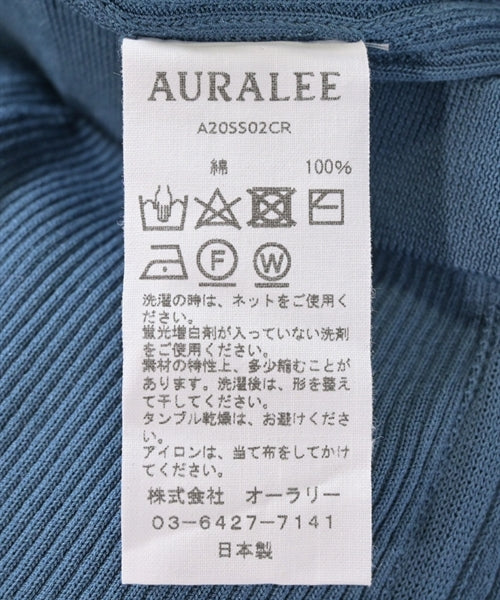 AURALEE
A20SS02CR
綿 100%
F W
洗濯の時は、ネットをご使用く
ださい。
蛍光増白剤が入っていない洗剤
をご使用ください。
素材の特性上、多少縮むことが
あります。洗濯後は、形を整え
て干してください。
タンブル乾燥は、お避けくださ
い。
アイロンは、当て布をしてかけ
てください。
株式会社 オーラリー
03-6427-7141
日本製